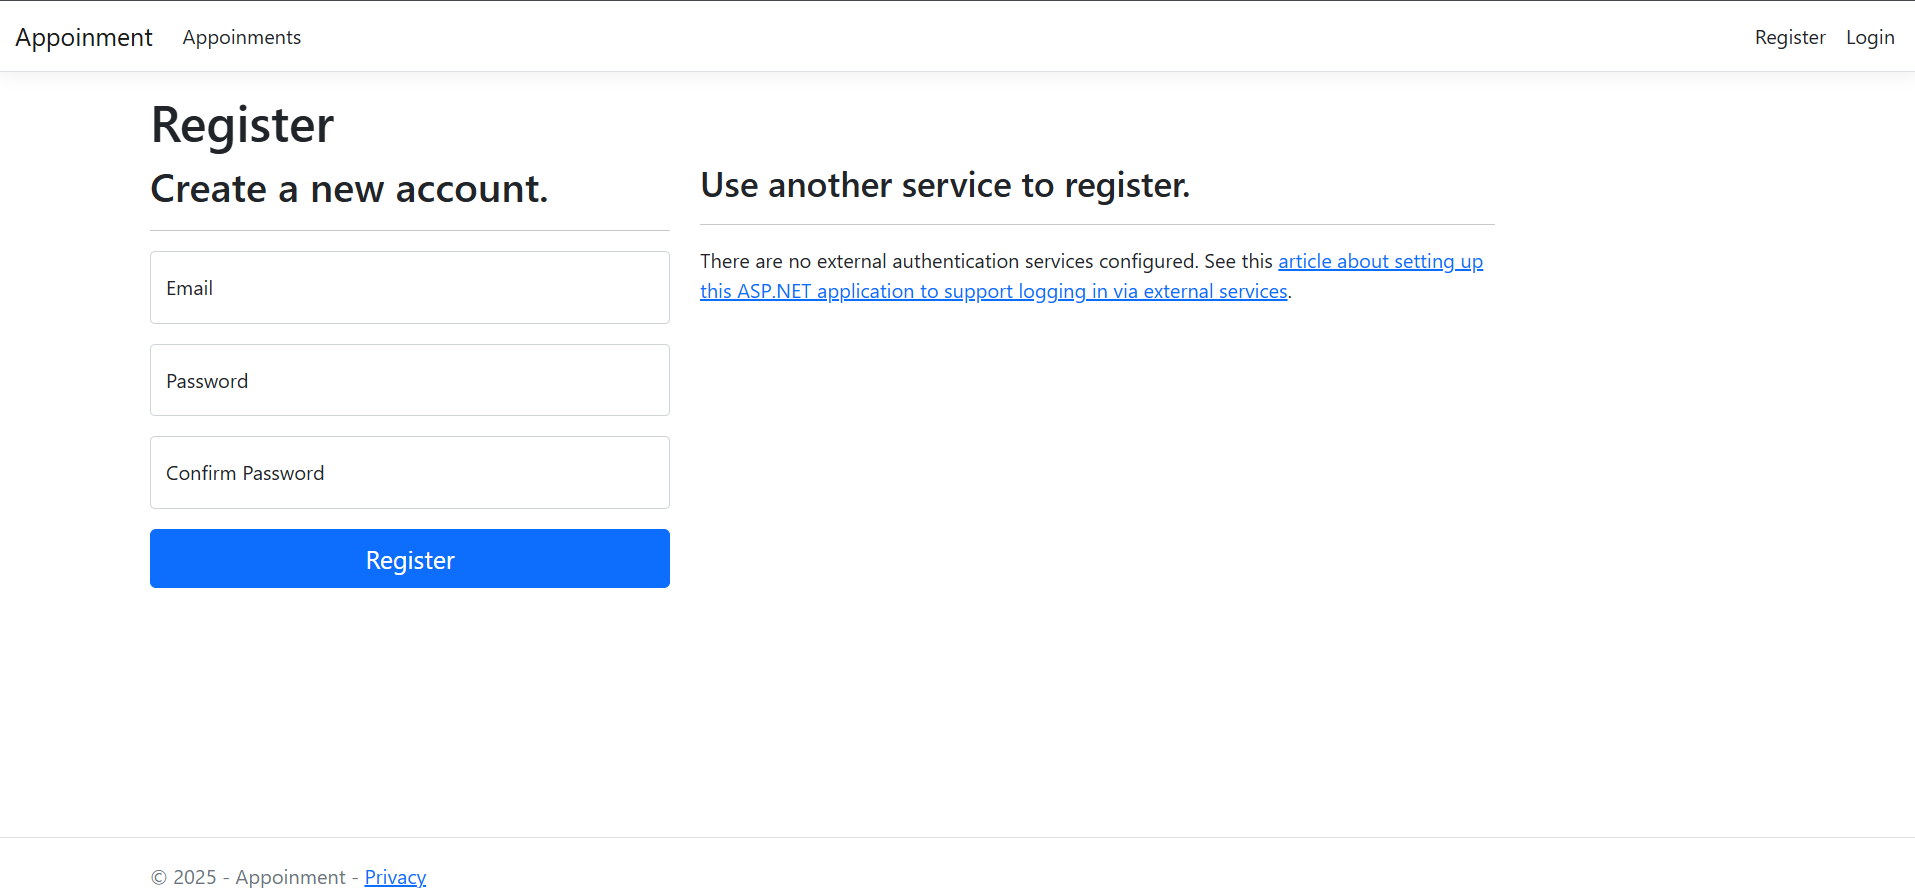 Appoinment Appoinments Register Login
Register
Create a new account.
Email
Password
Confirm Password
Register
Use another service to register.
There are no external authentication services configured. See this article about setting up
this ASP.NET application to support logging in via external services.
© 2025 - Appoinment - Privacy